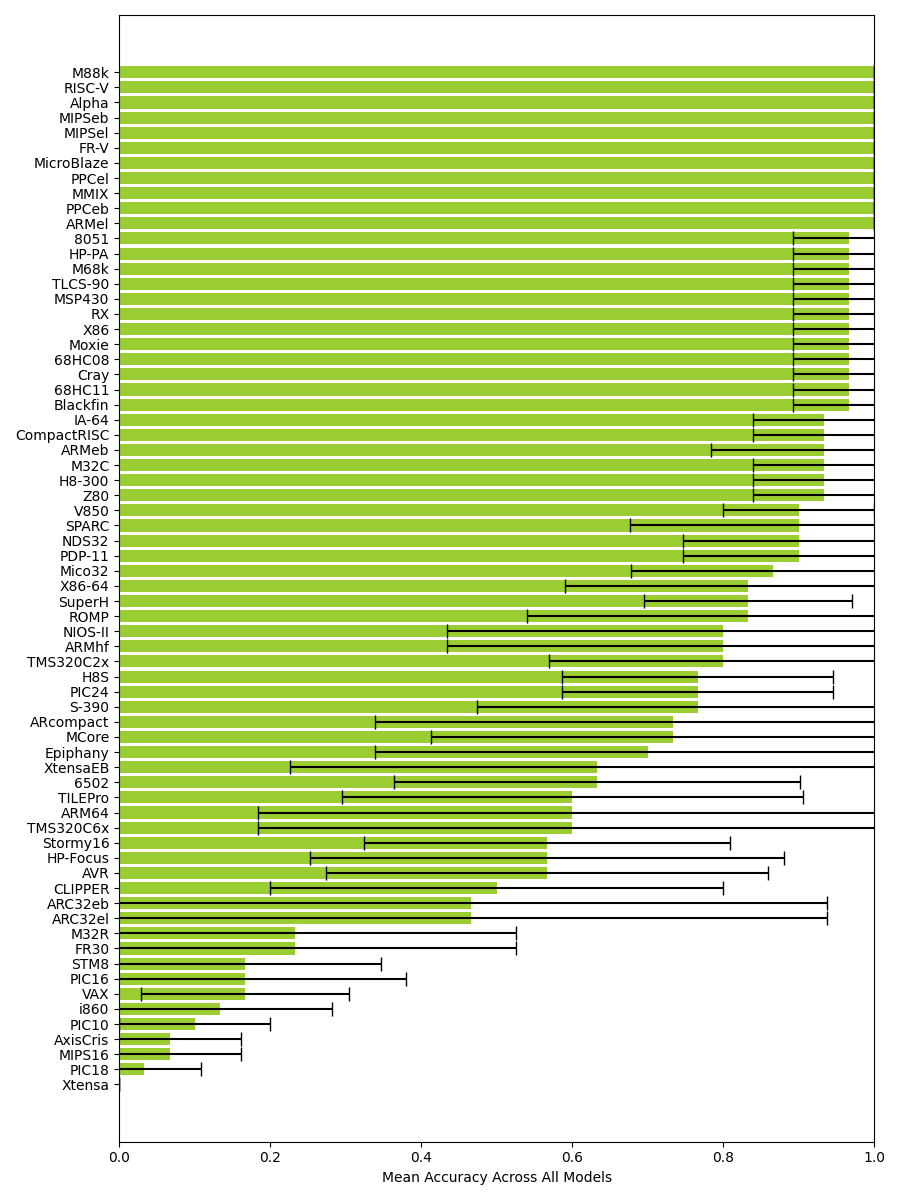 M88k
RISC-V
Alpha
MIPSeb
MIPSel
FR-V
MicroBlaze
PPCel
MMIX
PPCeb
ARMel
8051
HP-PA
M68k
TLCS-90
MSP430
RX
X86
Moxie
68HC08
Cray
68HC11
Blackfin
IA-64
CompactRISC
ARMeb
M32C
H8-300
Z80
V850
SPARC
NDS32
PDP-11
Mico32
X86-64
SuperH
ROMP
NIOS-II
ARMhf
TMS320C2x
H8S
PIC24
S-390
ARcompact
MCore
Epiphany
XtensaEB
6502
TILEPro
ARM64
TMS320C6x
Stormy16
HP-Focus
AVR
CLIPPER
ARC32eb
ARC32el
M32R
FR30
STM8
PIC16
VAX
i860
PIC10
AxisCris
MIPS16
PIC18
Xtensa
0.0 0.2 0.4 0.6 0.8 1.0
Mean Accuracy Across All Models